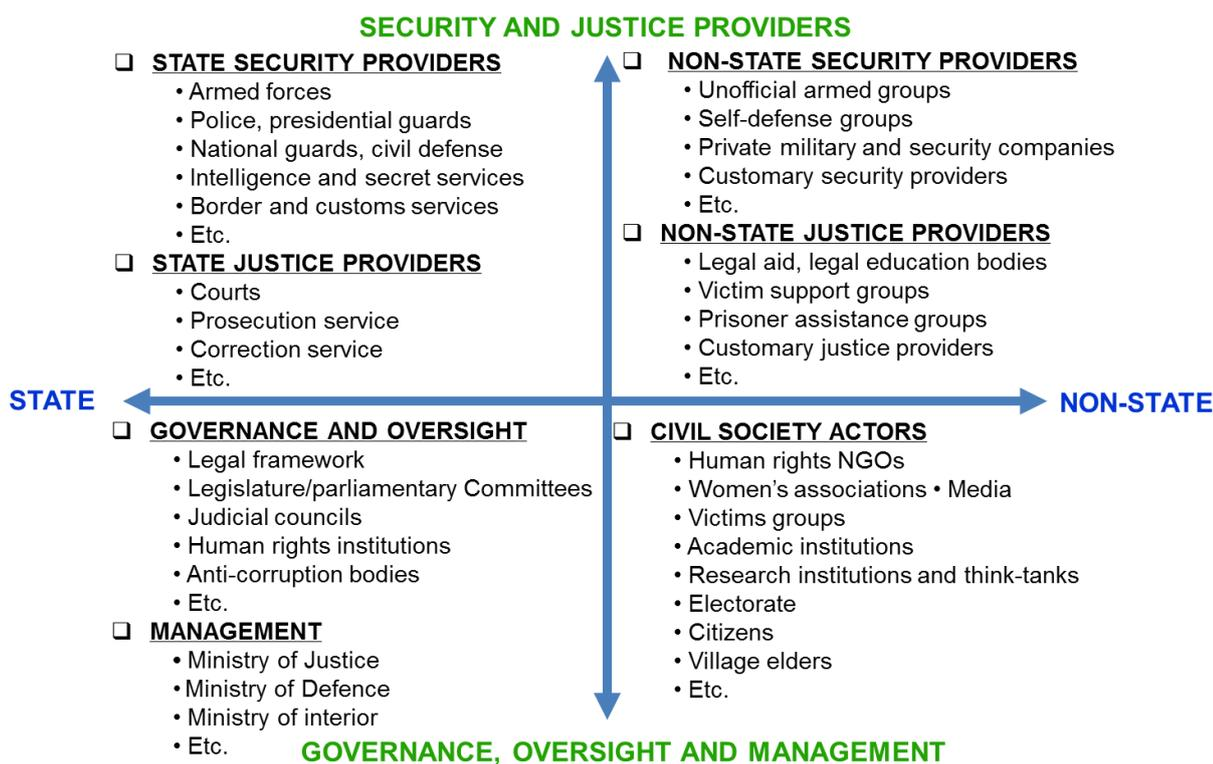 SECURITY AND JUSTICE PROVIDERS
❑ STATE SECURITY PROVIDERS
• Armed forces
• Police, presidential guards
• National guards, civil defense
• Intelligence and secret services
• Border and customs services
• Etc.
❑ STATE JUSTICE PROVIDERS
• Courts
• Prosecution service
• Correction service
• Etc.
❑ NON-STATE SECURITY PROVIDERS
• Unofficial armed groups
• Self-defense groups
• Private military and security companies
• Customary security providers
• Etc.
❑ NON-STATE JUSTICE PROVIDERS
• Legal aid, legal education bodies
• Victim support groups
• Prisoner assistance groups
• Customary justice providers
• Etc.
STATE
NON-STATE
❑ GOVERNANCE AND OVERSIGHT
• Legal framework
• Legislature/parliamentary Committees
• Judicial councils
• Human rights institutions
• Anti-corruption bodies
• Etc.
❑ MANAGEMENT
• Ministry of Justice
• Ministry of Defence
• Ministry of interior
• Etc.
❑ CIVIL SOCIETY ACTORS
• Human rights NGOs
• Women’s associations • Media
• Victims groups
• Academic institutions
• Research institutions and think-tanks
• Electorate
• Citizens
• Village elders
• Etc.
GOVERNANCE, OVERSIGHT AND MANAGEMENT